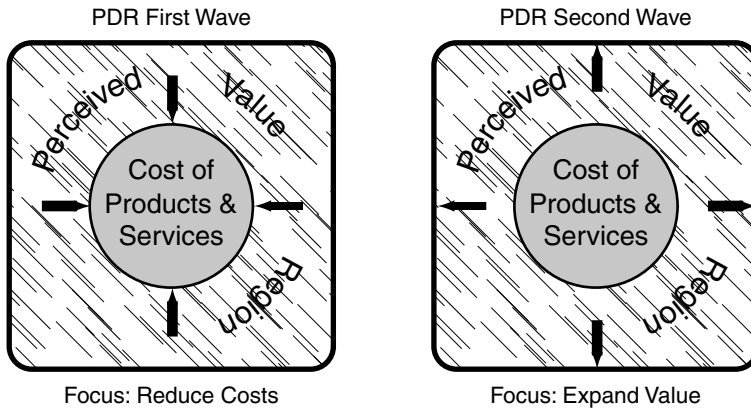 PDR First Wave
Perceived
Value
Cost of
Products &
Services
Region
Focus: Reduce Costs
PDR Second Wave
Perceived
Value
Cost of
Products &
Services
Region
Focus: Expand Value